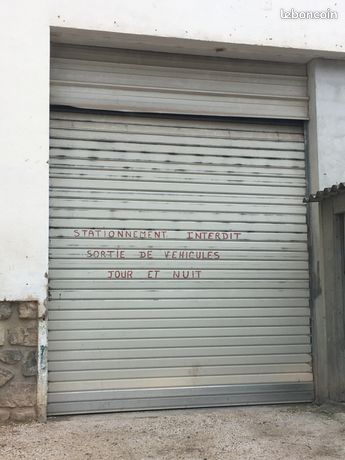 leboncoin
STATIONNEMENT INTERDIT
SORTIE DE VEHICULES
JOUR ET NUIT